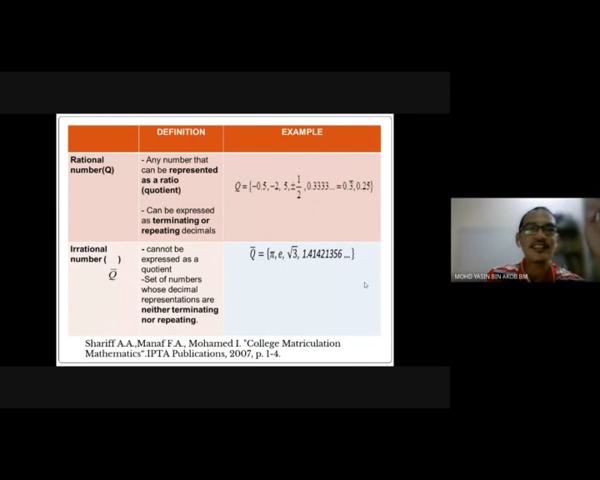 DEFINITION EXAMPLE
Rational number(Q)
- Any number that
can be represented
as a ratio
(quotient)
- Can be expressed
as terminating or
repeating decimals
Q = {−0.5, −2, 5, ±1/2, 0.3333... = 0.3̅, 0.25}
Irrational
number ( )
Q̅
- cannot be
expressed as a
quotient
-Set of numbers
whose decimal
representations are
neither terminating
nor repeating.
Q̅ = {π, e, √3, 1.41421356 ...}
Shariff A.A.,Manaf F.A., Mohamed I. "College Matriculation
Mathematics".IPTA Publications, 2007, p. 1-4.
MOHD YASIN BIN AKOB BM